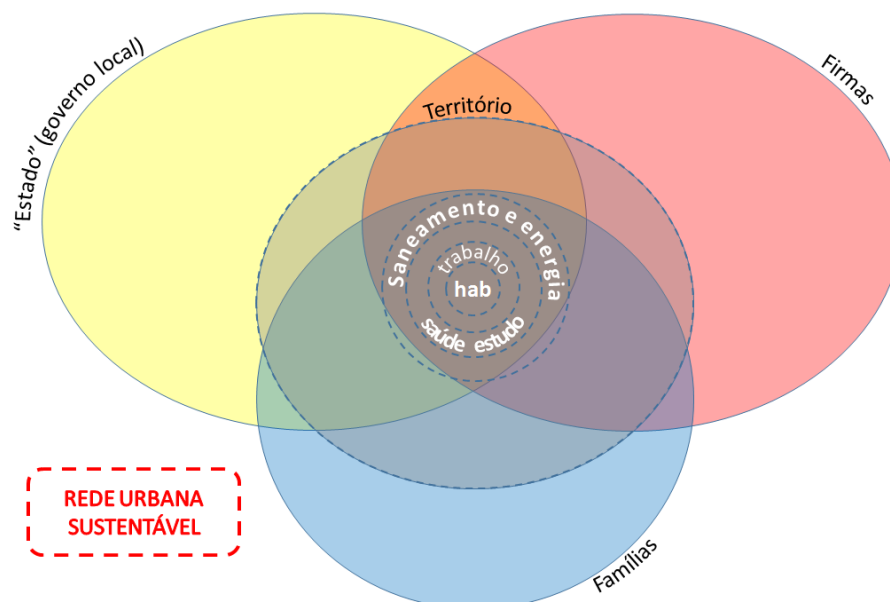 "Estado" (governo local)
Firmas
Território
Saneamento e energia
trabalho
hab
saúde estudo
REDE URBANA
SUSTENTÁVEL
Famílias